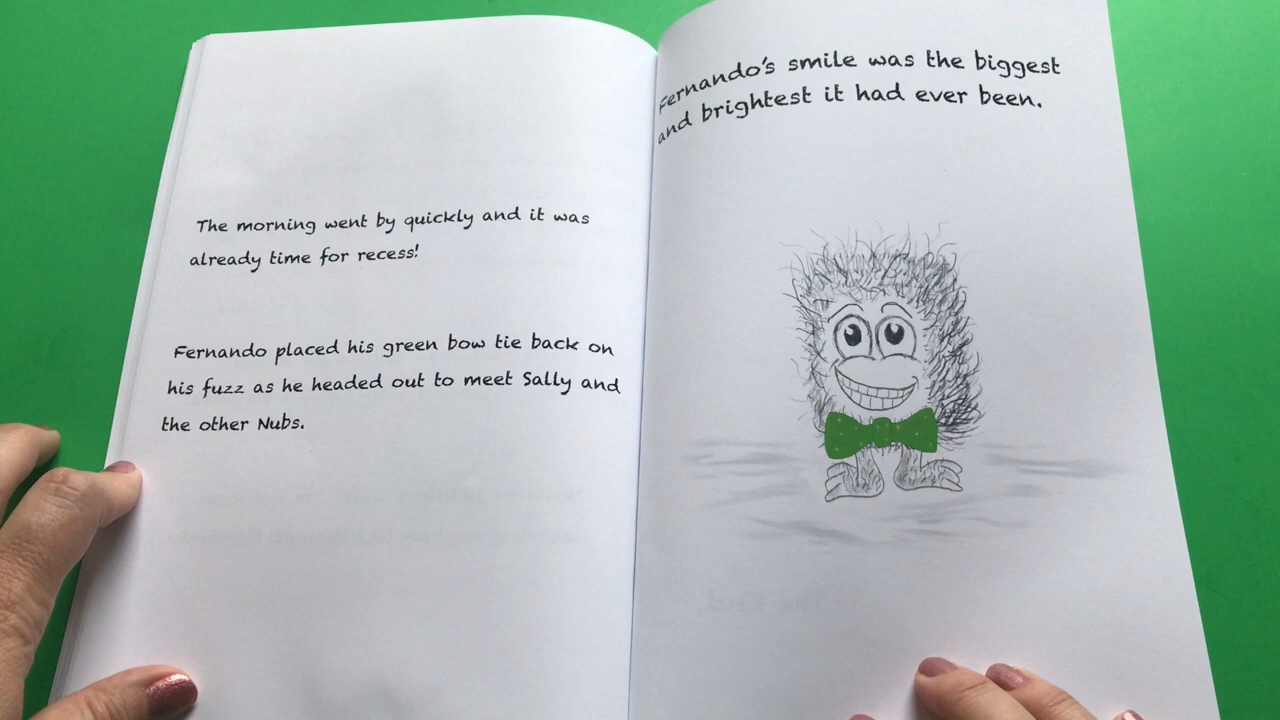 The morning went by quickly and it was
already time for recess!
Fernando placed his green bow tie back on
his fuzz as he headed out to meet Sally and
the other Nubs.
Fernando's smile was the biggest
and brightest it had ever been.